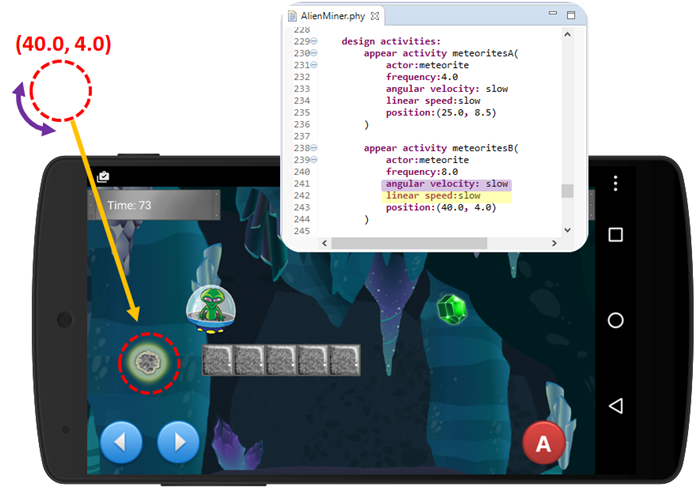 AlienMiner.phy
(40.0, 4.0)
228
229 design activities:
230 appear activity meteoritesA(
231 actor:meteorite
232 frequency:4.0
233 angular velocity: slow
234 linear speed:slow
235 position:(25.0, 8.5)
236 )
237
238 appear activity meteoritesB(
239 actor:meteorite
240 frequency:8.0
241 angular velocity: slow
242 linear speed:slow
243 position:(40.0, 4.0)
244 )
245
Time: 73
A